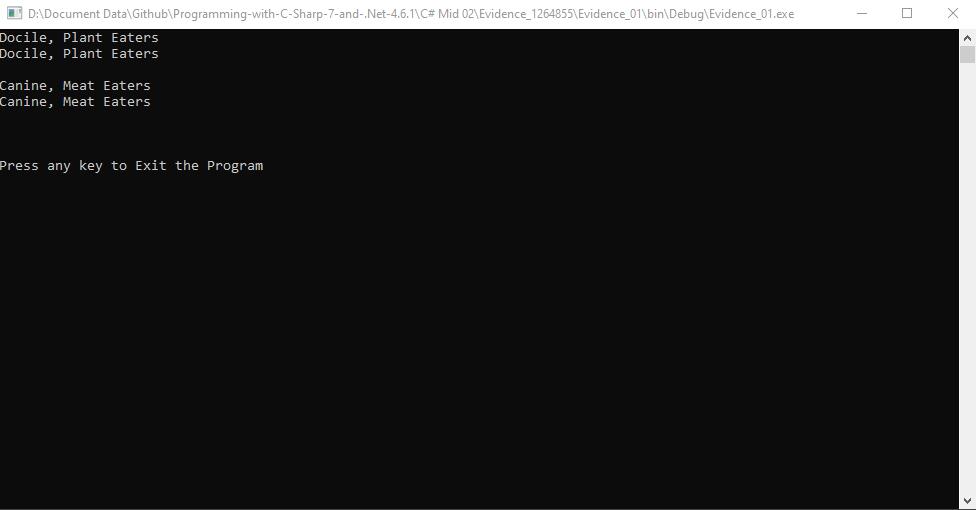 D:\Document Data\Github\Programming-with-C-Sharp-7-and-.Net-4.6.1\C# Mid 02\Evidence_1264855\Evidence_01\bin\Debug\Evidence_01.exe
Docile, Plant Eaters
Docile, Plant Eaters
Canine, Meat Eaters
Canine, Meat Eaters
Press any key to Exit the Program